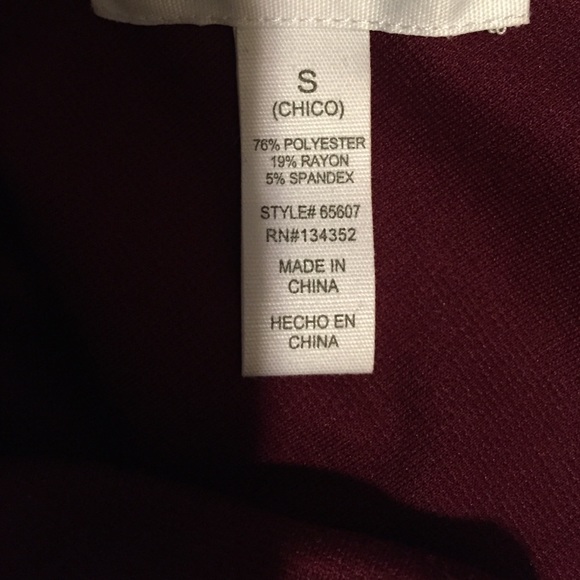 S
(CHICO)
76% POLYESTER
19% RAYON
5% SPANDEX
STYLE# 65607
RN#134352
MADE IN
CHINA
HECHO EN
CHINA